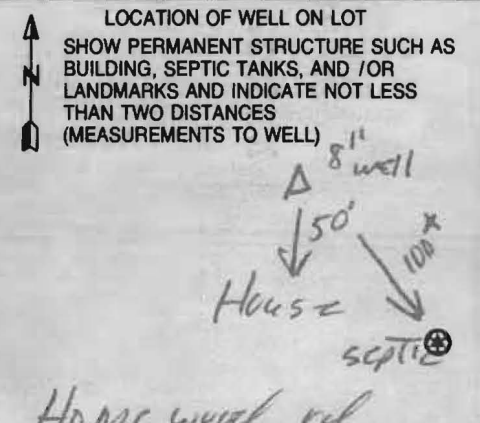 LOCATION OF WELL ON LOT
SHOW PERMANENT STRUCTURE SUCH AS
BUILDING, SEPTIC TANKS, AND /OR
LANDMARKS AND INDICATE NOT LESS
THAN TWO DISTANCES
(MEASUREMENTS TO WELL)
N
8" well
50'
100'
House
septic